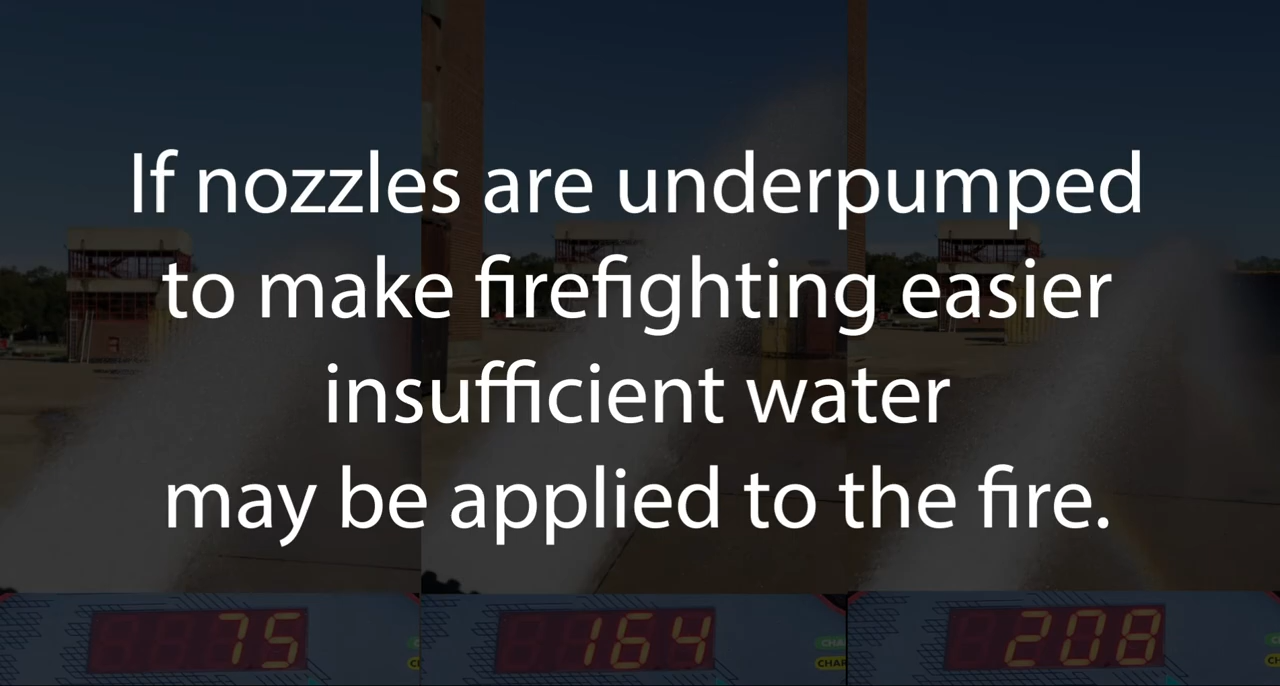 If nozzles are underpumped
to make firefighting easier
insufficient water
may be applied to the fire.
75 164 208